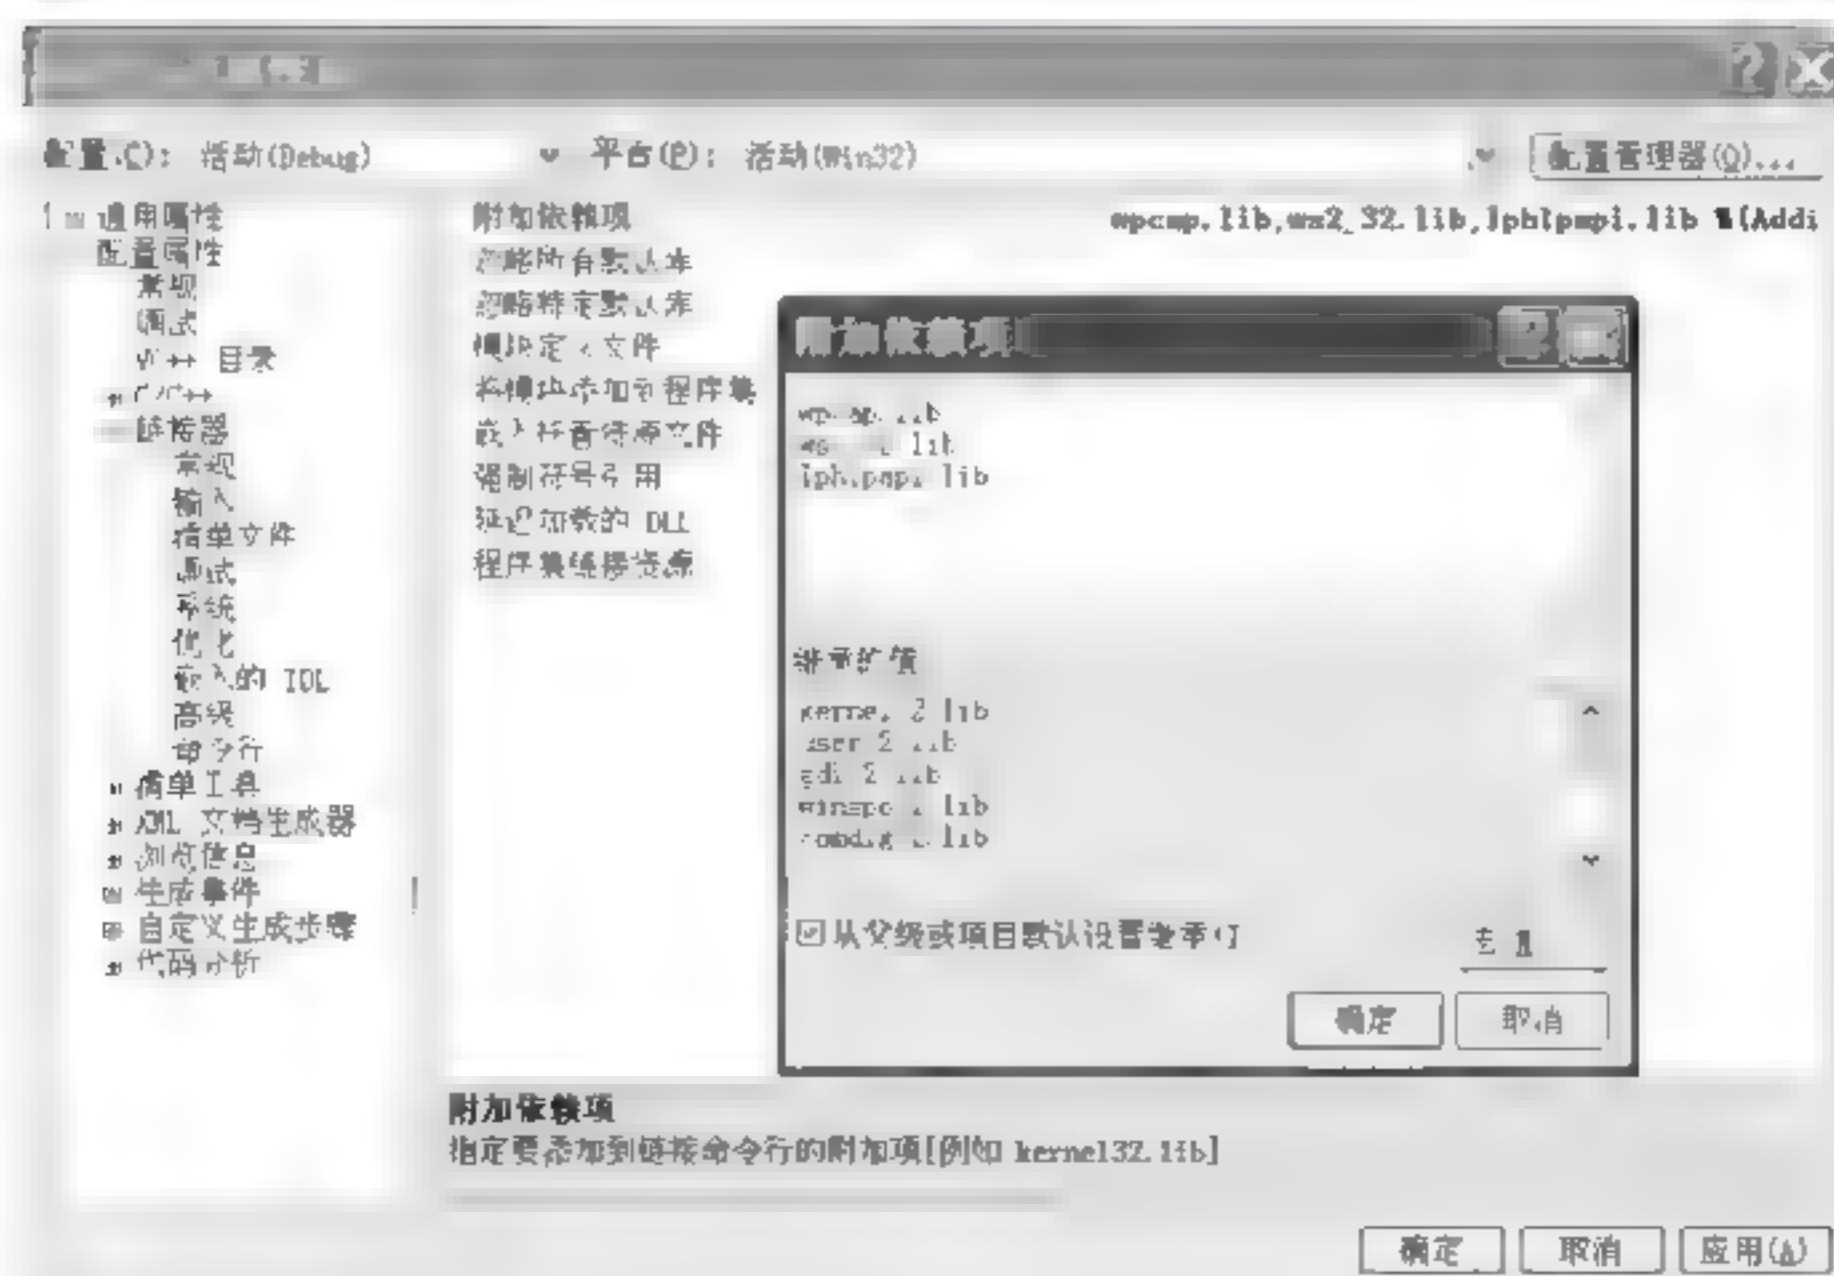 配置(C): 活动(Debug) 平台(P): 活动(Win32) 配置管理器(O)...
通用属性
配置属性
常规
调试
VC++ 目录
C/C++
链接器
常规
输入
清单文件
调试
系统
优化
嵌入的 IDL
高级
命令行
清单工具
XML 文档生成器
浏览信息
生成事件
自定义生成步骤
代码分析
附加依赖项 wpcap.lib,ws2_32.lib,Iphlpapi.lib %(Addi
忽略所有默认库
忽略特定默认库
模块定义文件
将模块添加到程序集
嵌入托管资源文件
强制符号引用
延迟加载的 DLL
程序集链接资源
附加依赖项
wpcap.lib
lib
Iphlpapi.lib
继承的值
lib
lib
lib
lib
lib
从父级或项目默认设置继承(I)
确定 取消
附加依赖项
指定要添加到链接命令行的附加项[例如 kernel32.lib]
确定 取消 应用(A)